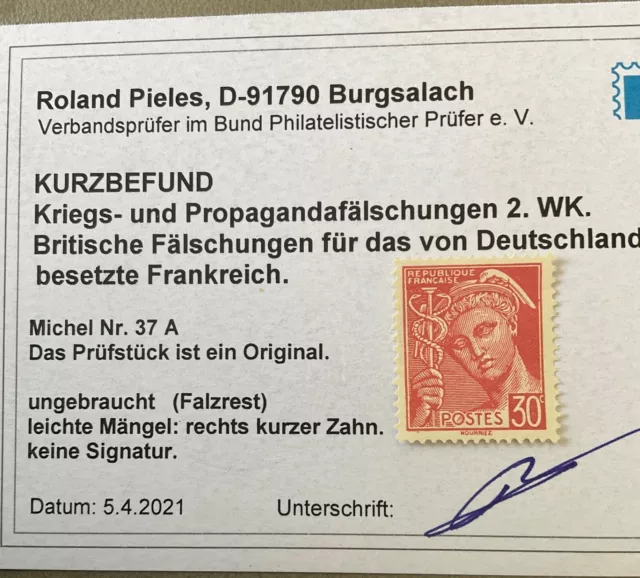 Roland Pieles, D-91790 Burgsalach
Verbandsprüfer im Bund Philatelistischer Prüfer e. V.
KURZBEFUND
Kriegs- und Propagandafälschungen 2. WK.
Britische Fälschungen für das von Deutschland
besetzte Frankreich.
Michel Nr. 37 A
Das Prüfstück ist ein Original.
ungebraucht (Falzrest)
leichte Mängel: rechts kurzer Zahn.
keine Signatur.
Datum: 5.4.2021 Unterschrift:
REPUBLIQUE
FRANÇAISE
POSTES 30c
HOURRIEZ